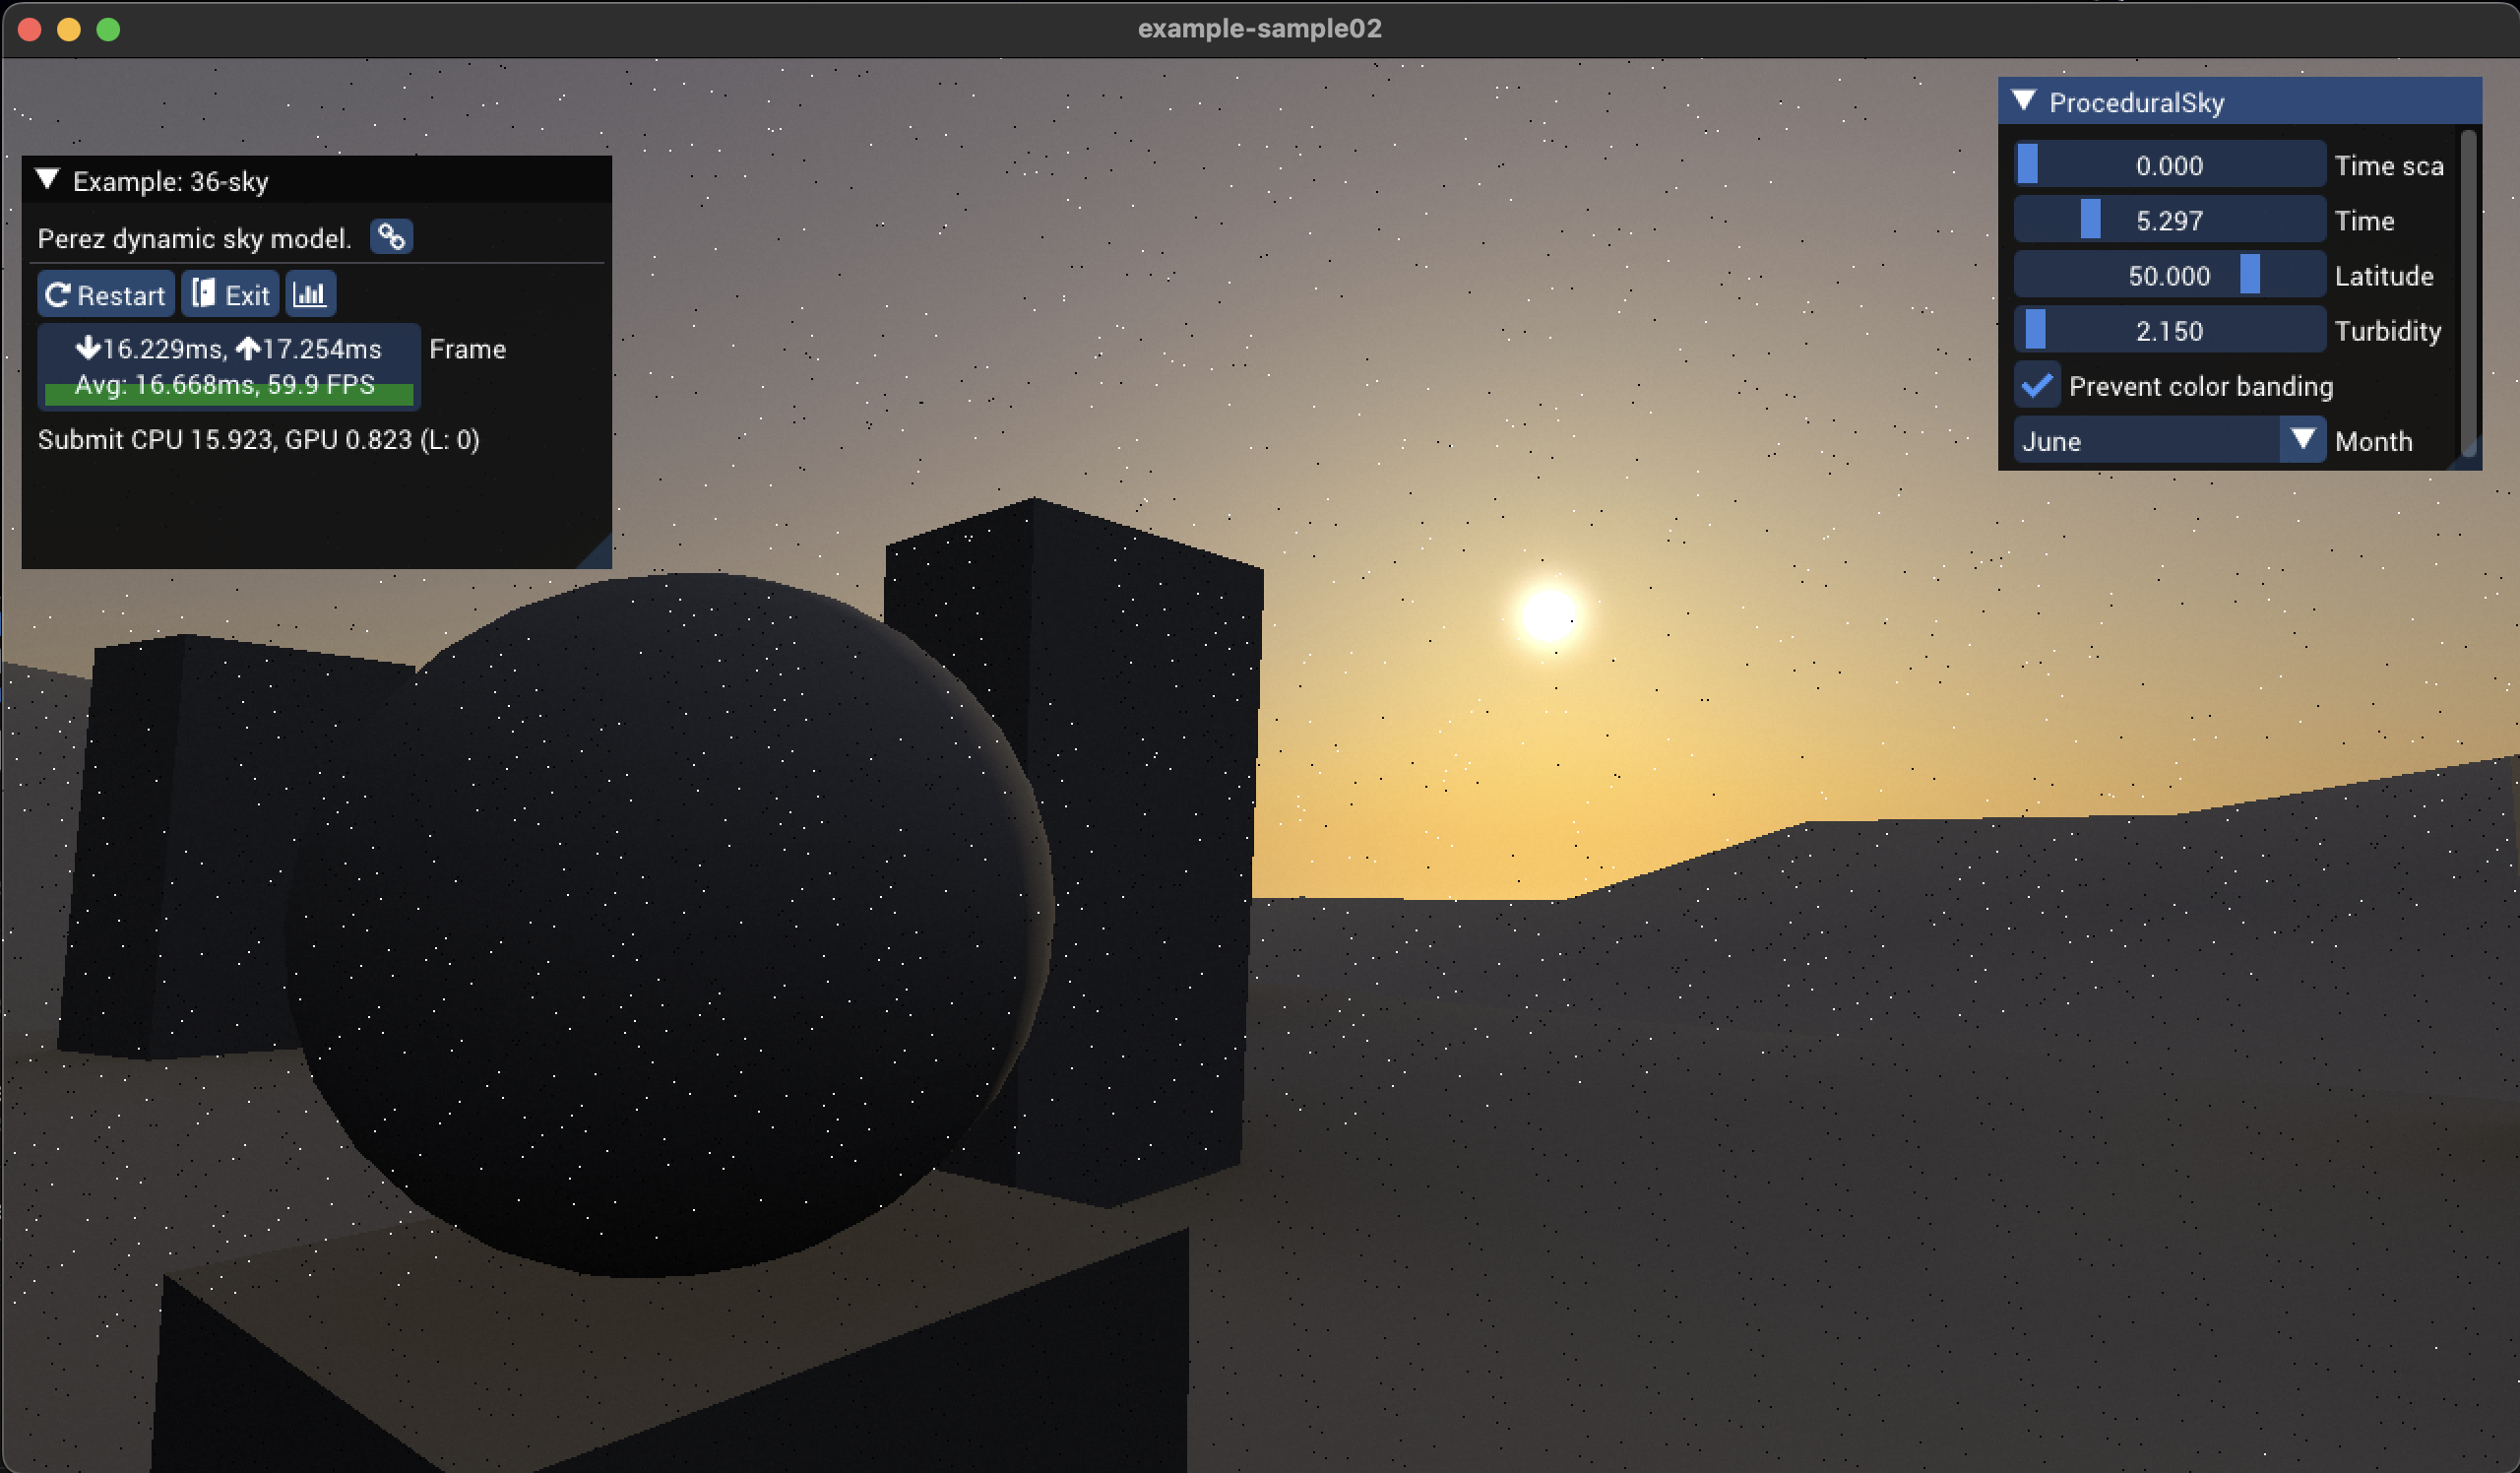 example-sample02
Example: 36-sky
Perez dynamic sky model.
Restart Exit
16.229ms, 17.254ms Frame
Avg: 16.668ms, 59.9 FPS
Submit CPU 15.923, GPU 0.823 (L: 0)
ProceduralSky
0.000 Time sca
5.297 Time
50.000 Latitude
2.150 Turbidity
Prevent color banding
June Month